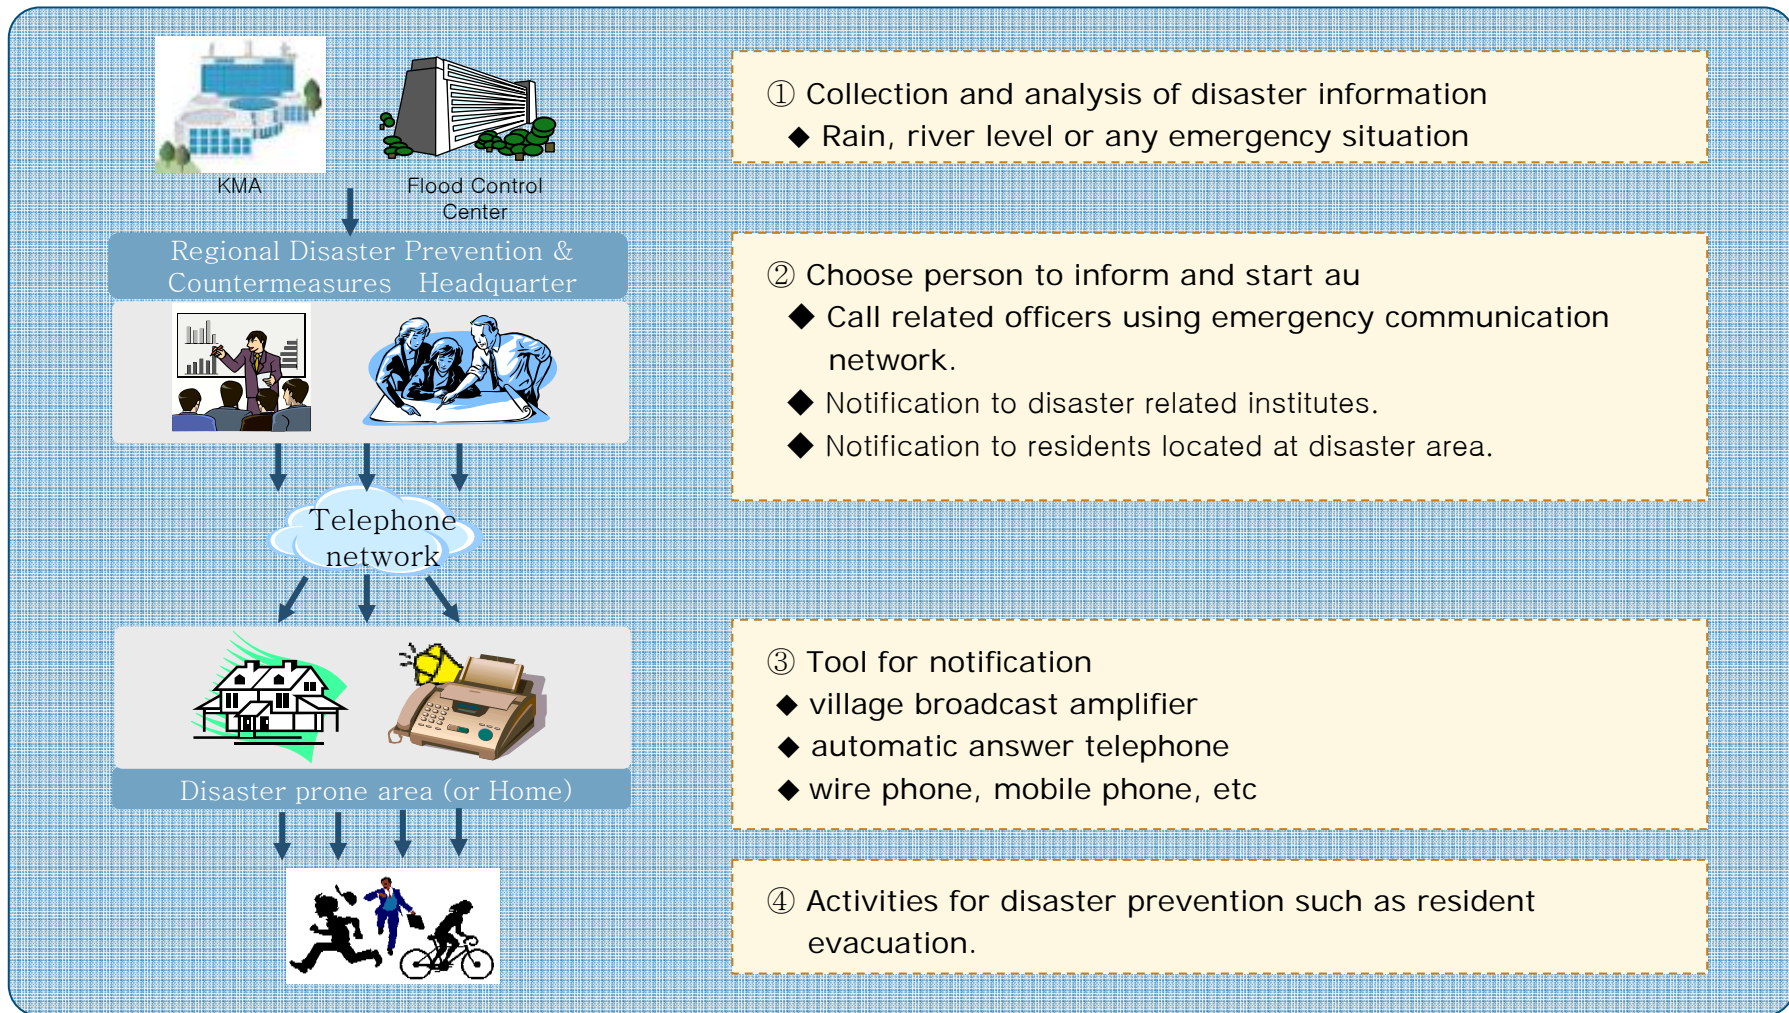 KMA
Flood Control
Center
Regional Disaster Prevention &
Countermeasures Headquarter
Telephone
network
Disaster prone area (or Home)
① Collection and analysis of disaster information
◆ Rain, river level or any emergency situation
② Choose person to inform and start au
◆ Call related officers using emergency communication
network.
◆ Notification to disaster related institutes.
◆ Notification to residents located at disaster area.
③ Tool for notification
◆ village broadcast amplifier
◆ automatic answer telephone
◆ wire phone, mobile phone, etc
④ Activities for disaster prevention such as resident
evacuation.